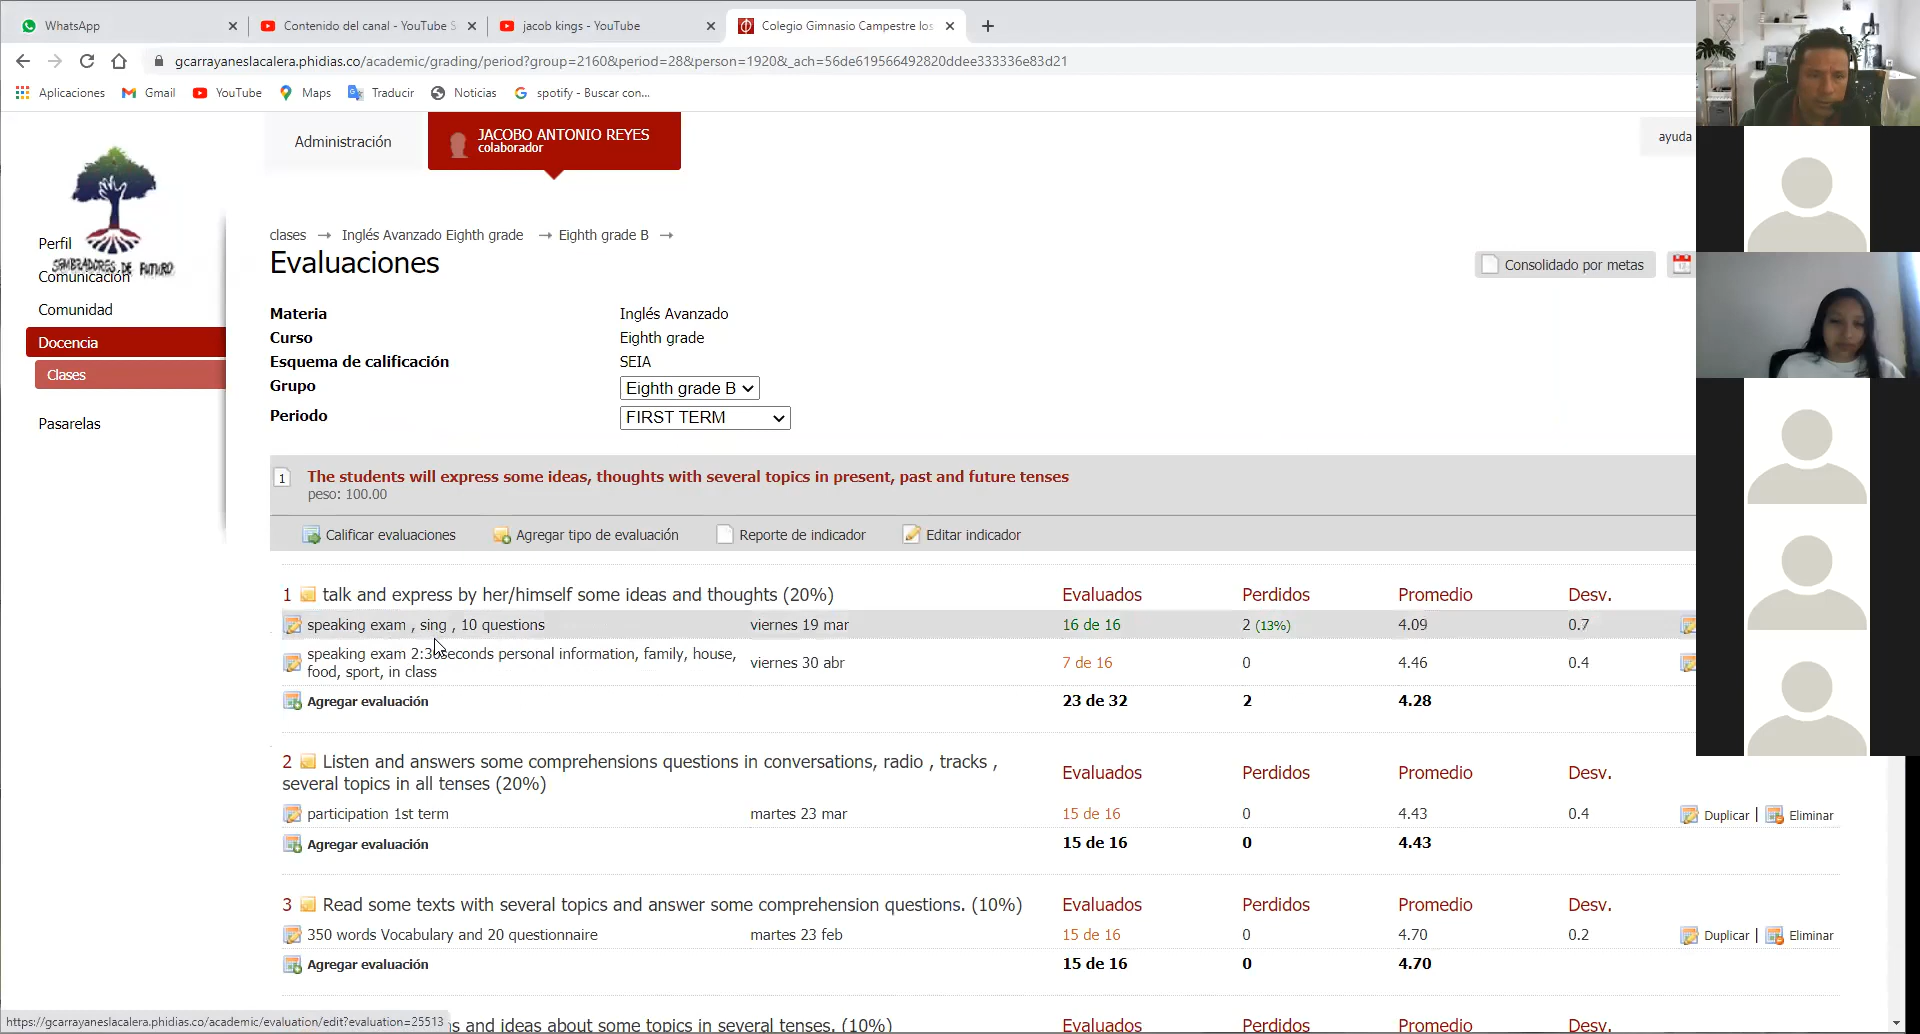 WhatsApp
Contenido del canal - YouTube S
jacob kings - YouTube
Colegio Gimnasio Campestre los
gcarrayaneslacalera.phidias.co/academic/grading/period?group=2160&period=28&person=1920&_ach=56de619566492820ddee333336e83d21
Aplicaciones
Gmail
YouTube
Maps
Traducir
Noticias
spotify - Buscar con...
Administración
JACOBO ANTONIO REYES
colaborador
ayuda
SEMBRADORES DE FUTURO
Perfil
Comunicación
Comunidad
Docencia
Clases
Pasarelas
clases → Inglés Avanzado Eighth grade → Eighth grade B →
Evaluaciones
Consolidado por metas
Materia Inglés Avanzado
Curso Eighth grade
Esquema de calificación SEIA
Grupo Eighth grade B
Periodo FIRST TERM
1 The students will express some ideas, thoughts with several topics in present, past and future tenses
peso: 100.00
Calificar evaluaciones Agregar tipo de evaluación Reporte de indicador Editar indicador
1 talk and express by her/himself some ideas and thoughts (20%) Evaluados Perdidos Promedio Desv.
speaking exam , sing , 10 questions viernes 19 mar 16 de 16 2 (13%) 4.09 0.7
speaking exam 2:30seconds personal information, family, house,
food, sport, in class viernes 30 abr 7 de 16 0 4.46 0.4
Agregar evaluación 23 de 32 2 4.28
2 Listen and answers some comprehensions questions in conversations, radio , tracks ,
several topics in all tenses (20%) Evaluados Perdidos Promedio Desv.
participation 1st term martes 23 mar 15 de 16 0 4.43 0.4 Duplicar | Eliminar
Agregar evaluación 15 de 16 0 4.43
3 Read some texts with several topics and answer some comprehension questions. (10%) Evaluados Perdidos Promedio Desv.
350 words Vocabulary and 20 questionnaire martes 23 feb 15 de 16 0 4.70 0.2 Duplicar | Eliminar
Agregar evaluación 15 de 16 0 4.70
s and ideas about some topics in several tenses. (10%) Evaluados Perdidos Promedio Desv.
https://gcarrayaneslacalera.phidias.co/academic/evaluation/edit?evaluation=25513